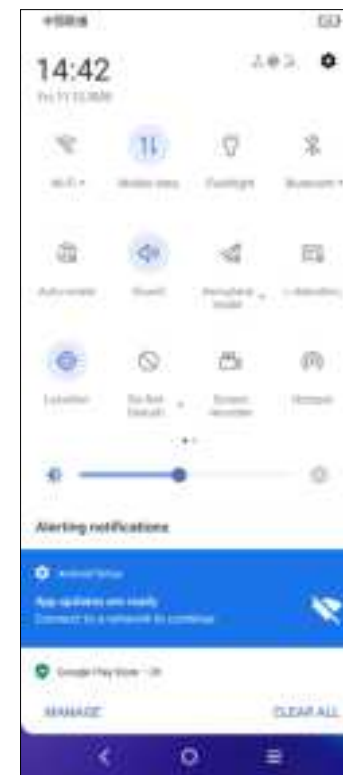 14:42
Wi-Fi
Mobile data
Flashlight
Bluetooth
Auto-rotate
Sound
Aeroplane mode
Location
Do Not Disturb
Screen recorder
Hotspot
Alerting notifications
Android Setup
App updates are ready
Connect to a network to continue
Google Play Store
MANAGE
CLEAR ALL